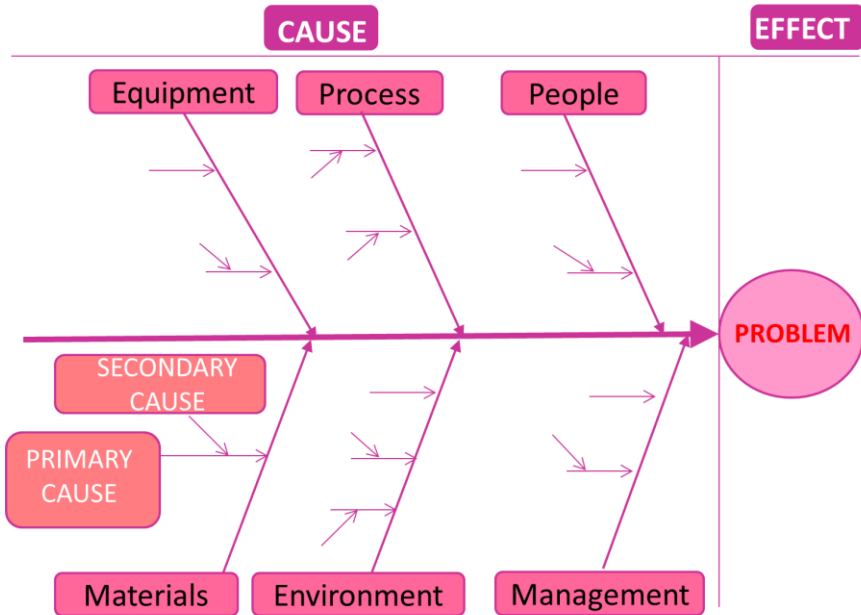 CAUSE
EFFECT
Equipment
Process
People
PROBLEM
SECONDARY
CAUSE
PRIMARY
CAUSE
Materials
Environment
Management